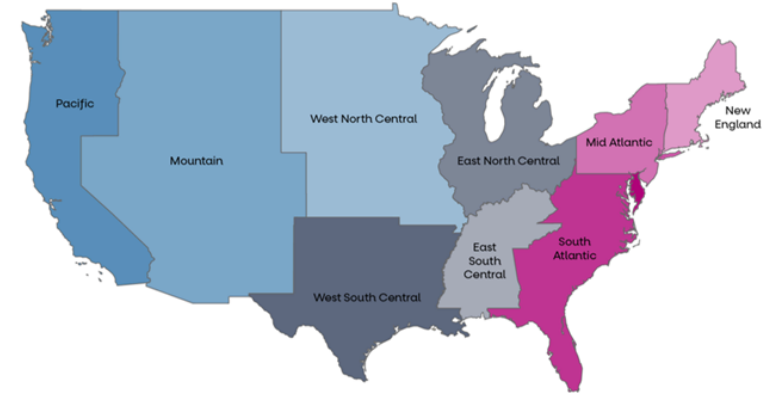 Pacific
Mountain
West North Central
East North Central
Mid Atlantic
New
England
West South Central
East
South
Central
South
Atlantic